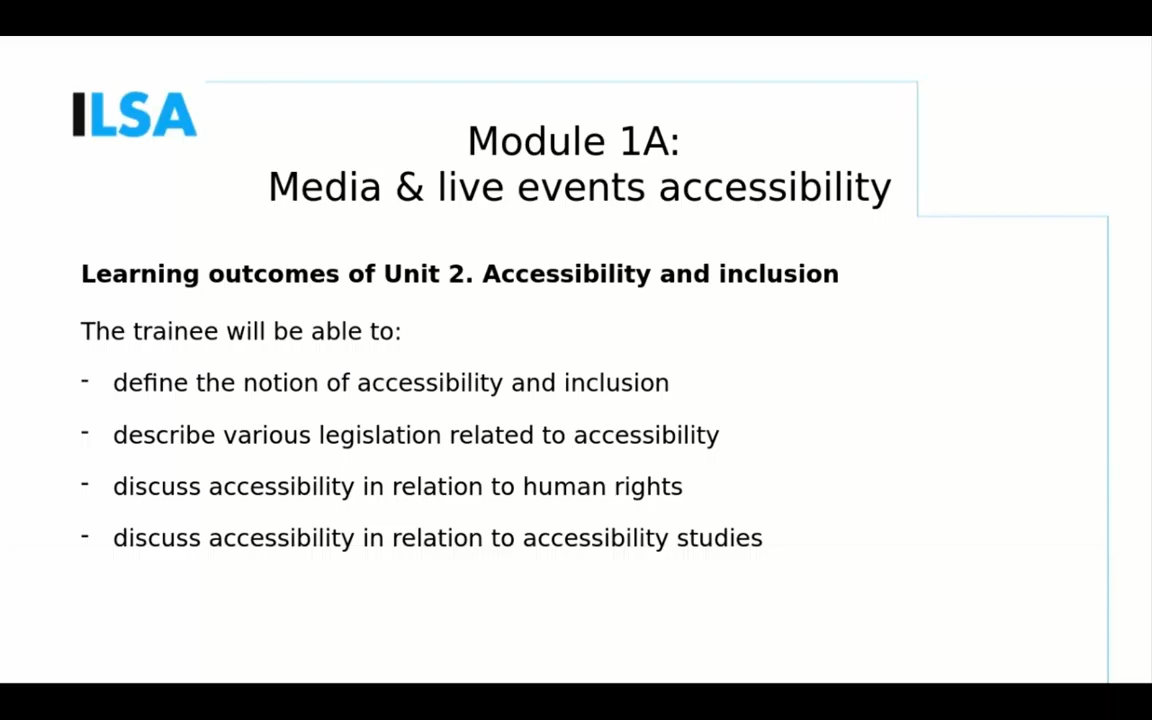 ILSA
Module 1A:
Media & live events accessibility
Learning outcomes of Unit 2. Accessibility and inclusion
The trainee will be able to:
- define the notion of accessibility and inclusion
- describe various legislation related to accessibility
- discuss accessibility in relation to human rights
- discuss accessibility in relation to accessibility studies